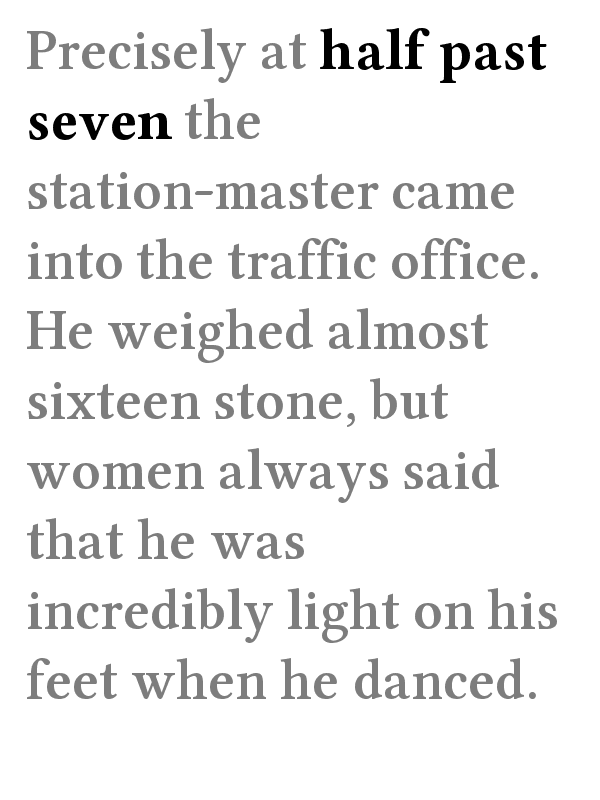 Precisely at half past
seven the
station-master came
into the traffic office.
He weighed almost
sixteen stone, but
women always said
that he was
incredibly light on his
feet when he danced.